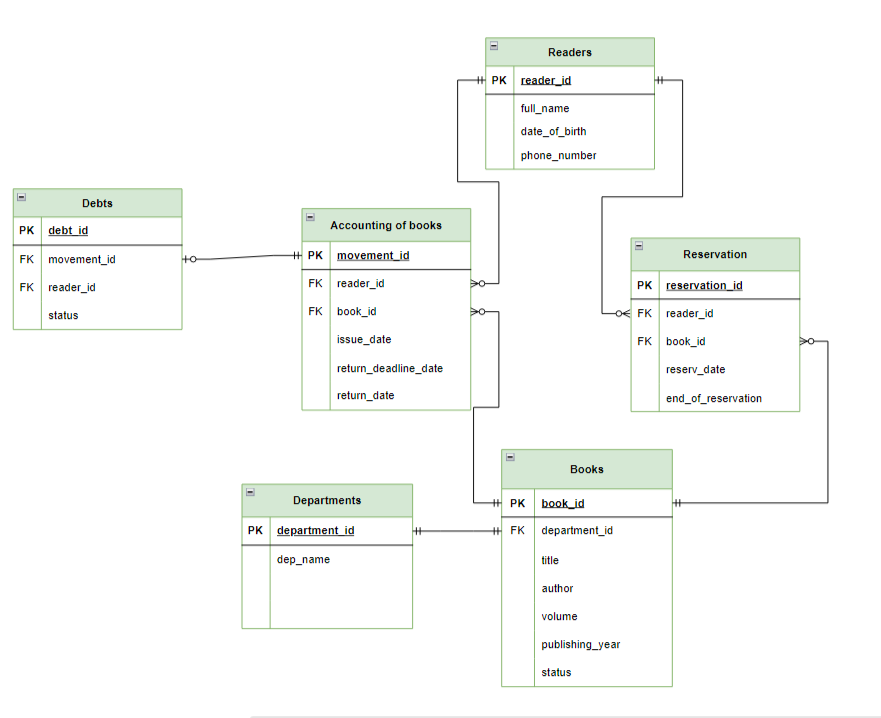 Readers
PK reader_id
full_name
date_of_birth
phone_number
Debts
PK debt_id
FK movement_id
FK reader_id
status
Accounting of books
PK movement_id
FK reader_id
FK book_id
issue_date
return_deadline_date
return_date
Reservation
PK reservation_id
FK reader_id
FK book_id
reserv_date
end_of_reservation
Departments
PK department_id
dep_name
Books
PK book_id
FK department_id
title
author
volume
publishing_year
status